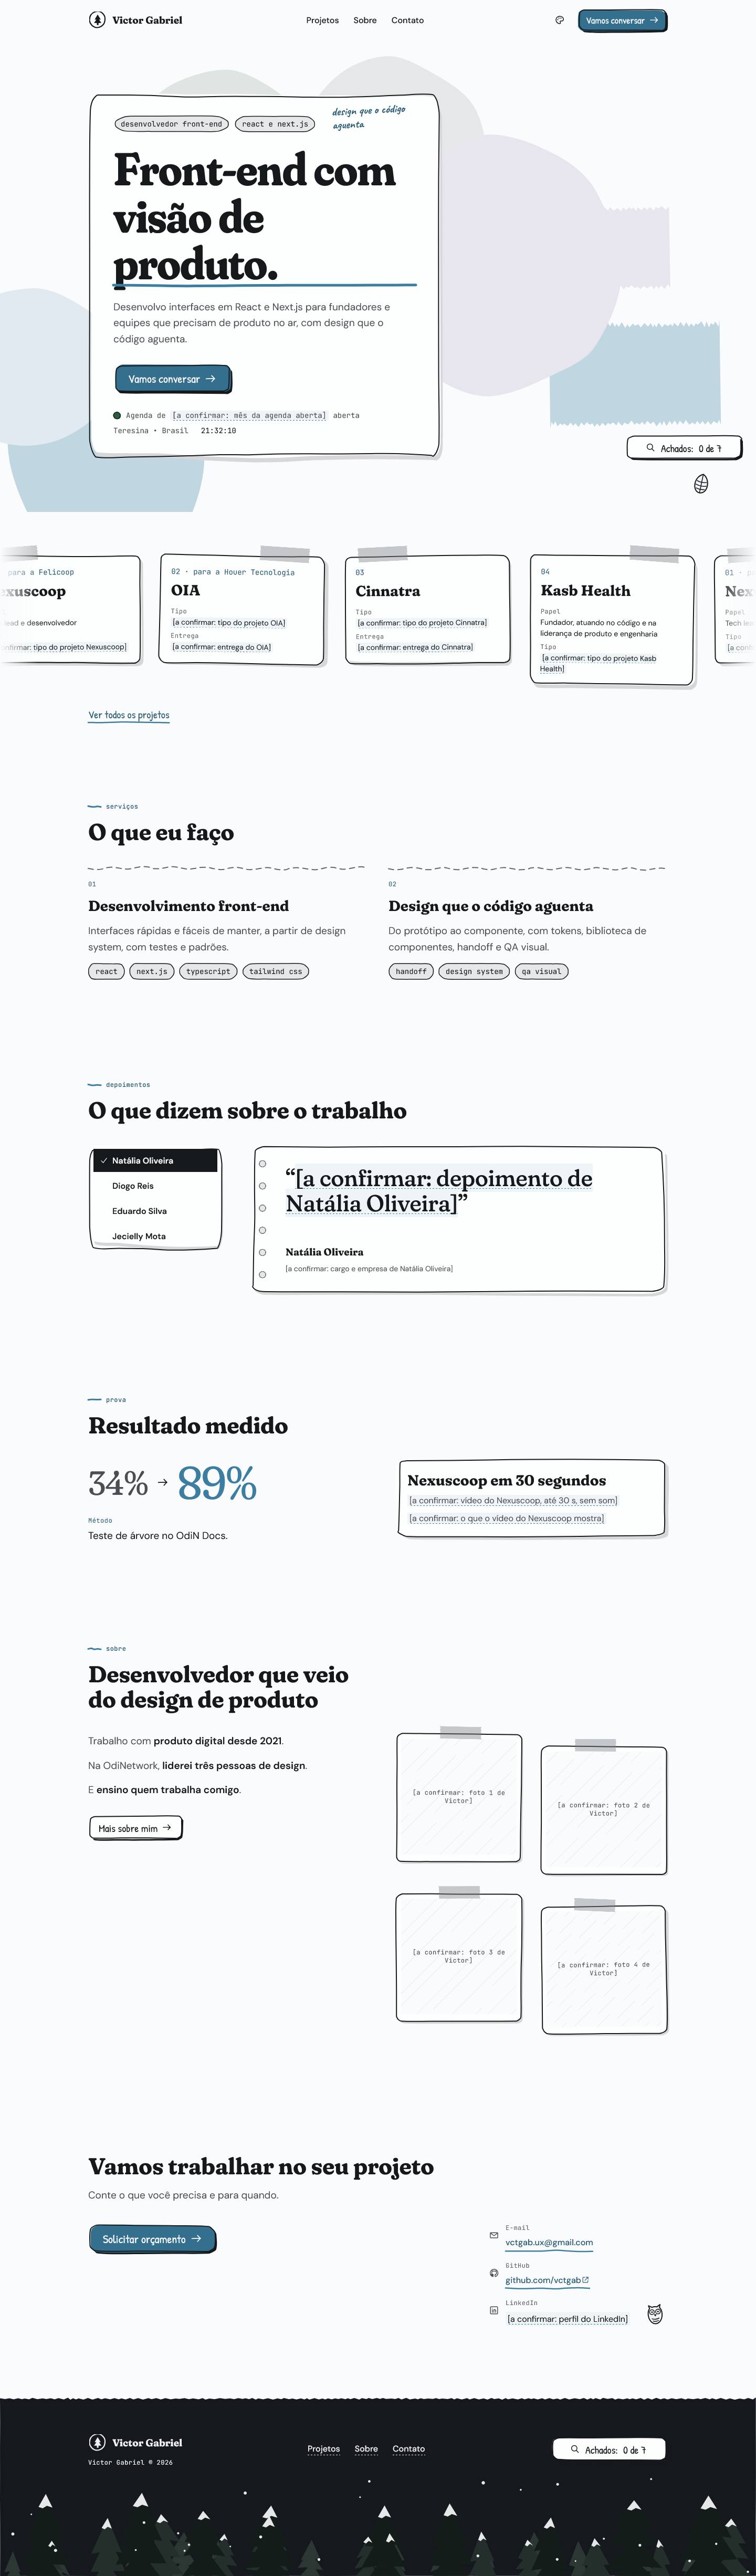 Victor Gabriel
Projetos Sobre Contato
Vamos conversar
desenvolvedor front-end
react e next.js
design que o código
aguenta
Front-end com
visão de
produto.
Desenvolvo interfaces em React e Next.js para fundadores e
equipes que precisam de produto no ar, com design que o
código aguenta.
Vamos conversar
Agenda de [a confirmar: mês da agenda aberta] aberta
Teresina • Brasil 21:32:10
Achados: 0 de 7
para a Felicoop
xuscoop
ead e desenvolvedor
nfirmar: tipo do projeto Nexuscoop]
02 · para a Houer Tecnologia
OIA
Tipo
[a confirmar: tipo do projeto OIA]
Entrega
[a confirmar: entrega do OIA]
03
Cinnatra
Tipo
[a confirmar: tipo do projeto Cinnatra]
Entrega
[a confirmar: entrega do Cinnatra]
04
Kasb Health
Papel
Fundador, atuando no código e na
liderança de produto e engenharia
Tipo
[a confirmar: tipo do projeto Kasb
Health]
01 ·
Nex
Papel
Tech
Tipo
[a
Ver todos os projetos
serviços
O que eu faço
01
Desenvolvimento front-end
Interfaces rápidas e fáceis de manter, a partir de design
system, com testes e padrões.
react
next.js
typescript
tailwind css
02
Design que o código aguenta
Do protótipo ao componente, com tokens, biblioteca de
componentes, handoff e QA visual.
handoff
design system
qa visual
depoimentos
O que dizem sobre o trabalho
Natália Oliveira
Diogo Reis
Eduardo Silva
Jecielly Mota
“[a confirmar: depoimento de
Natália Oliveira]”
Natália Oliveira
[a confirmar: cargo e empresa de Natália Oliveira]
prova
Resultado medido
34% → 89%
Método
Teste de árvore no OdiN Docs.
Nexuscoop em 30 segundos
[a confirmar: vídeo do Nexuscoop, até 30 s, sem som]
[a confirmar: o que o vídeo do Nexuscoop mostra]
sobre
Desenvolvedor que veio
do design de produto
Trabalho com produto digital desde 2021.
Na OdiNetwork, liderei três pessoas de design.
E ensino quem trabalha comigo.
Mais sobre mim
[a confirmar: foto 1 de
Victor]
[a confirmar: foto 2 de
Victor]
[a confirmar: foto 3 de
Victor]
[a confirmar: foto 4 de
Victor]
Vamos trabalhar no seu projeto
Conte o que você precisa e para quando.
Solicitar orçamento
E-mail
vctgab.ux@gmail.com
GitHub
github.com/vctgab
LinkedIn
[a confirmar: perfil do LinkedIn]
Victor Gabriel
Victor Gabriel © 2026
Projetos Sobre Contato
Achados: 0 de 7